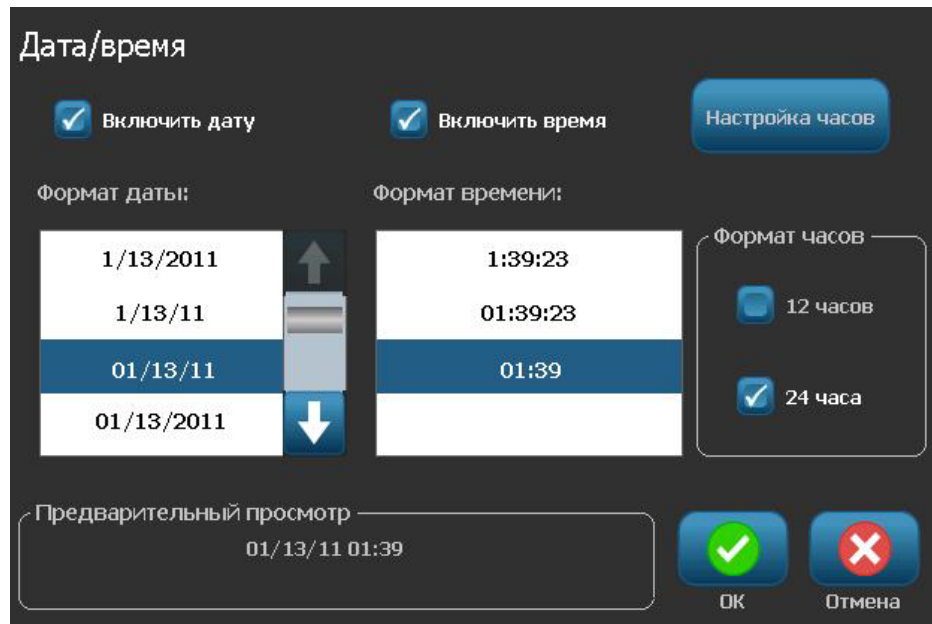 Дата/время
Включить дату
Включить время
Настройка часов
Формат даты:
1/13/2011
1/13/11
01/13/11
01/13/2011
Формат времени:
1:39:23
01:39:23
01:39
Формат часов
12 часов
24 часа
Предварительный просмотр
01/13/11 01:39
ОК
Отмена